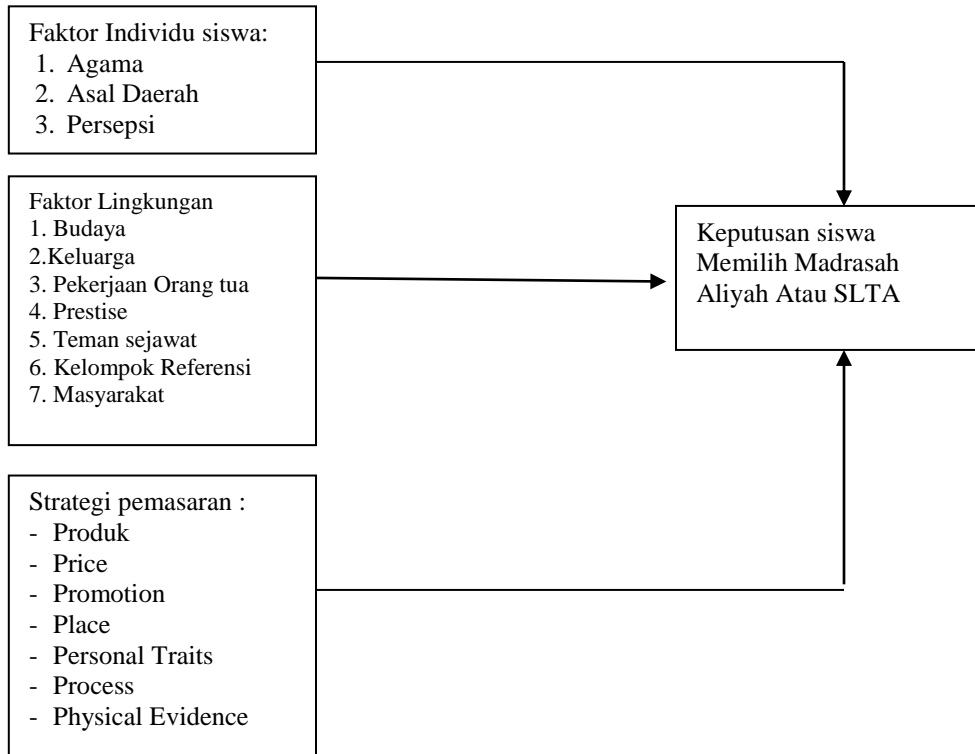 Faktor Individu siswa:
1. Agama
2. Asal Daerah
3. Persepsi
Faktor Lingkungan
1. Budaya
2.Keluarga
3. Pekerjaan Orang tua
4. Prestise
5. Teman sejawat
6. Kelompok Referensi
7. Masyarakat
Strategi pemasaran :
- Produk
- Price
- Promotion
- Place
- Personal Traits
- Process
- Physical Evidence
Keputusan siswa
Memilih Madrasah
Aliyah Atau SLTA